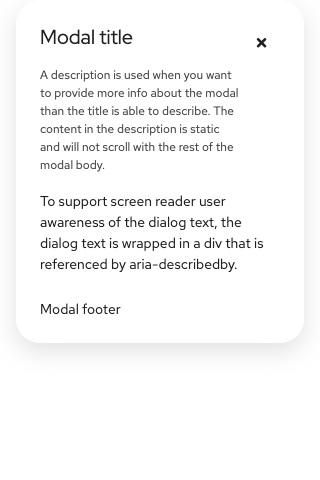 Modal title
A description is used when you want
to provide more info about the modal
than the title is able to describe. The
content in the description is static
and will not scroll with the rest of the
modal body.
To support screen reader user
awareness of the dialog text, the
dialog text is wrapped in a div that is
referenced by aria-describedby.
Modal footer